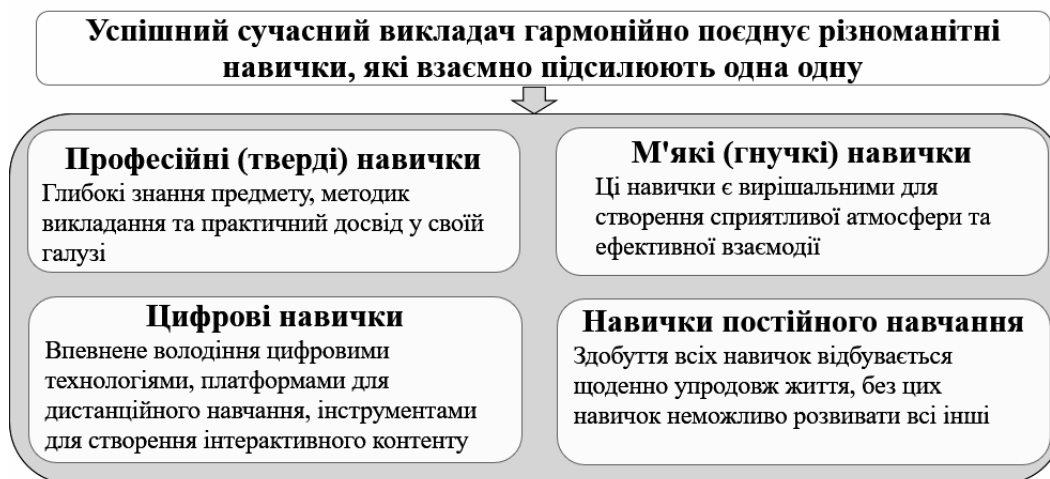 Успішний сучасний викладач гармонійно поєднує різноманітні
навички, які взаємно підсилюють одна одну
Професійні (тверді) навички
Глибокі знання предмету, методик
викладання та практичний досвід у своїй
галузі
М'які (гнучкі) навички
Ці навички є вирішальними для
створення сприятливої атмосфери та
ефективної взаємодії
Цифрові навички
Впевнене володіння цифровими
технологіями, платформами для
дистанційного навчання, інструментами
для створення інтерактивного контенту
Навички постійного навчання
Здобуття всіх навичок відбувається
щоденно упродовж життя, без цих
навичок неможливо розвивати всі інші